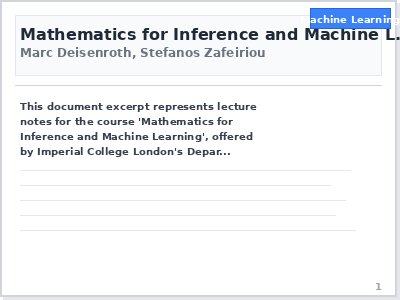 Machine Learning
Mathematics for Inference and Machine L...
Marc Deisenroth, Stefanos Zafeiriou
This document excerpt represents lecture
notes for the course 'Mathematics for
Inference and Machine Learning', offered
by Imperial College London's Depar...
1